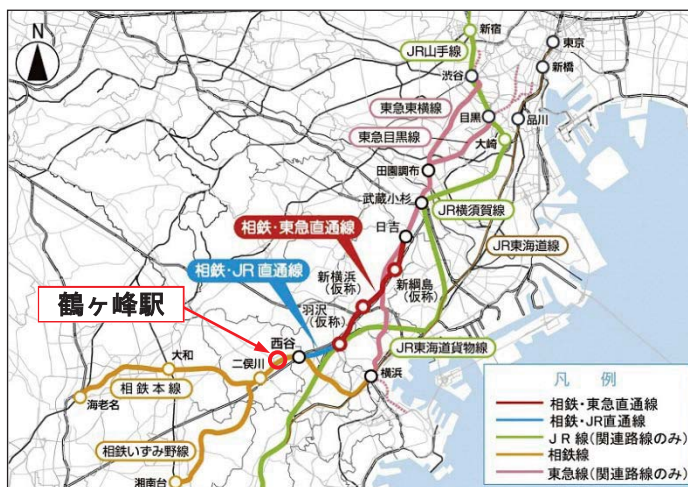 N
新宿
JR山手線
東京
新橋
渋谷
東急東横線
目黒
品川
東急目黒線
大崎
田園調布
武蔵小杉
JR横須賀線
日吉
相鉄・東急直通線
JR東海道線
相鉄・JR直通線
新横浜
(仮称)
新綱島
(仮称)
羽沢
(仮称)
鶴ヶ峰駅
西谷
JR東海道貨物線
大和
二俣川
横浜
相鉄本線
海老名
相鉄いずみ野線
湘南台
凡例
相鉄・東急直通線
相鉄・JR直通線
JR線(関連路線のみ)
相鉄線
東急線(関連路線のみ)